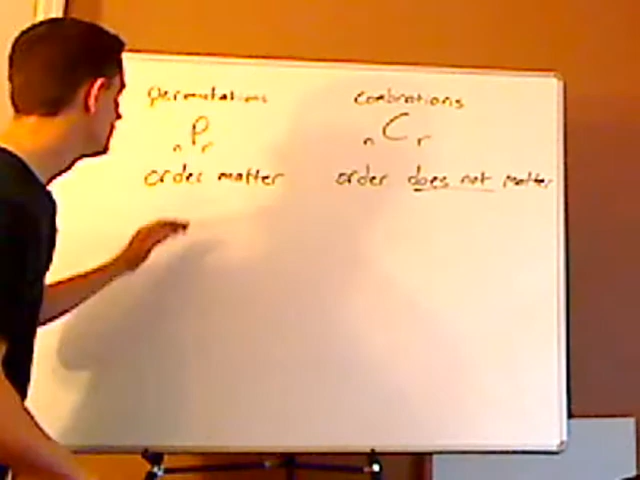 permutations combinations
nPr nCr
order matter order does not matter